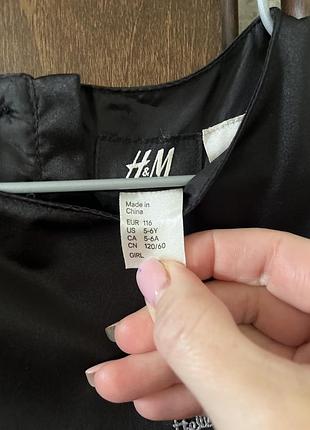 H&M
Made in
China
EUR 116
US 5-6Y
CA 5-6A
CN 120/60
GIRL